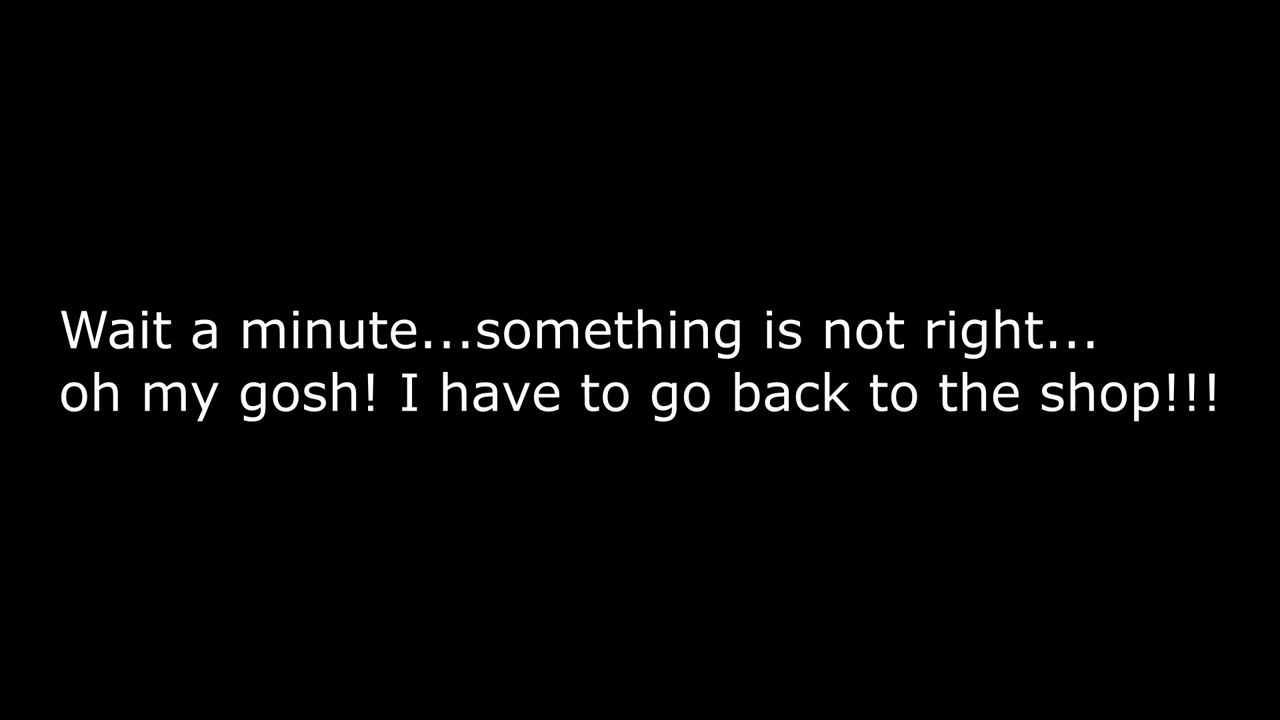 Wait a minute...something is not right...
oh my gosh! I have to go back to the shop!!!